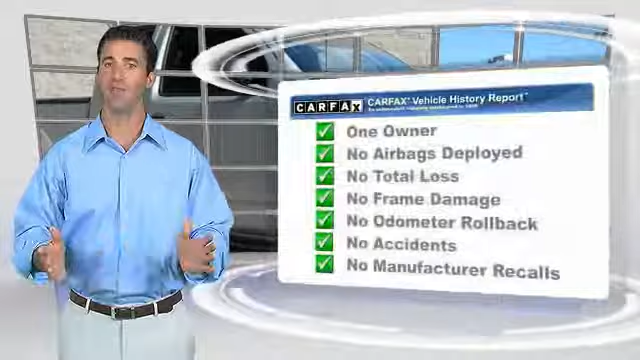 CARFAX CARFAX Vehicle History Report™
One Owner
No Airbags Deployed
No Total Loss
No Frame Damage
No Odometer Rollback
No Accidents
No Manufacturer Recalls